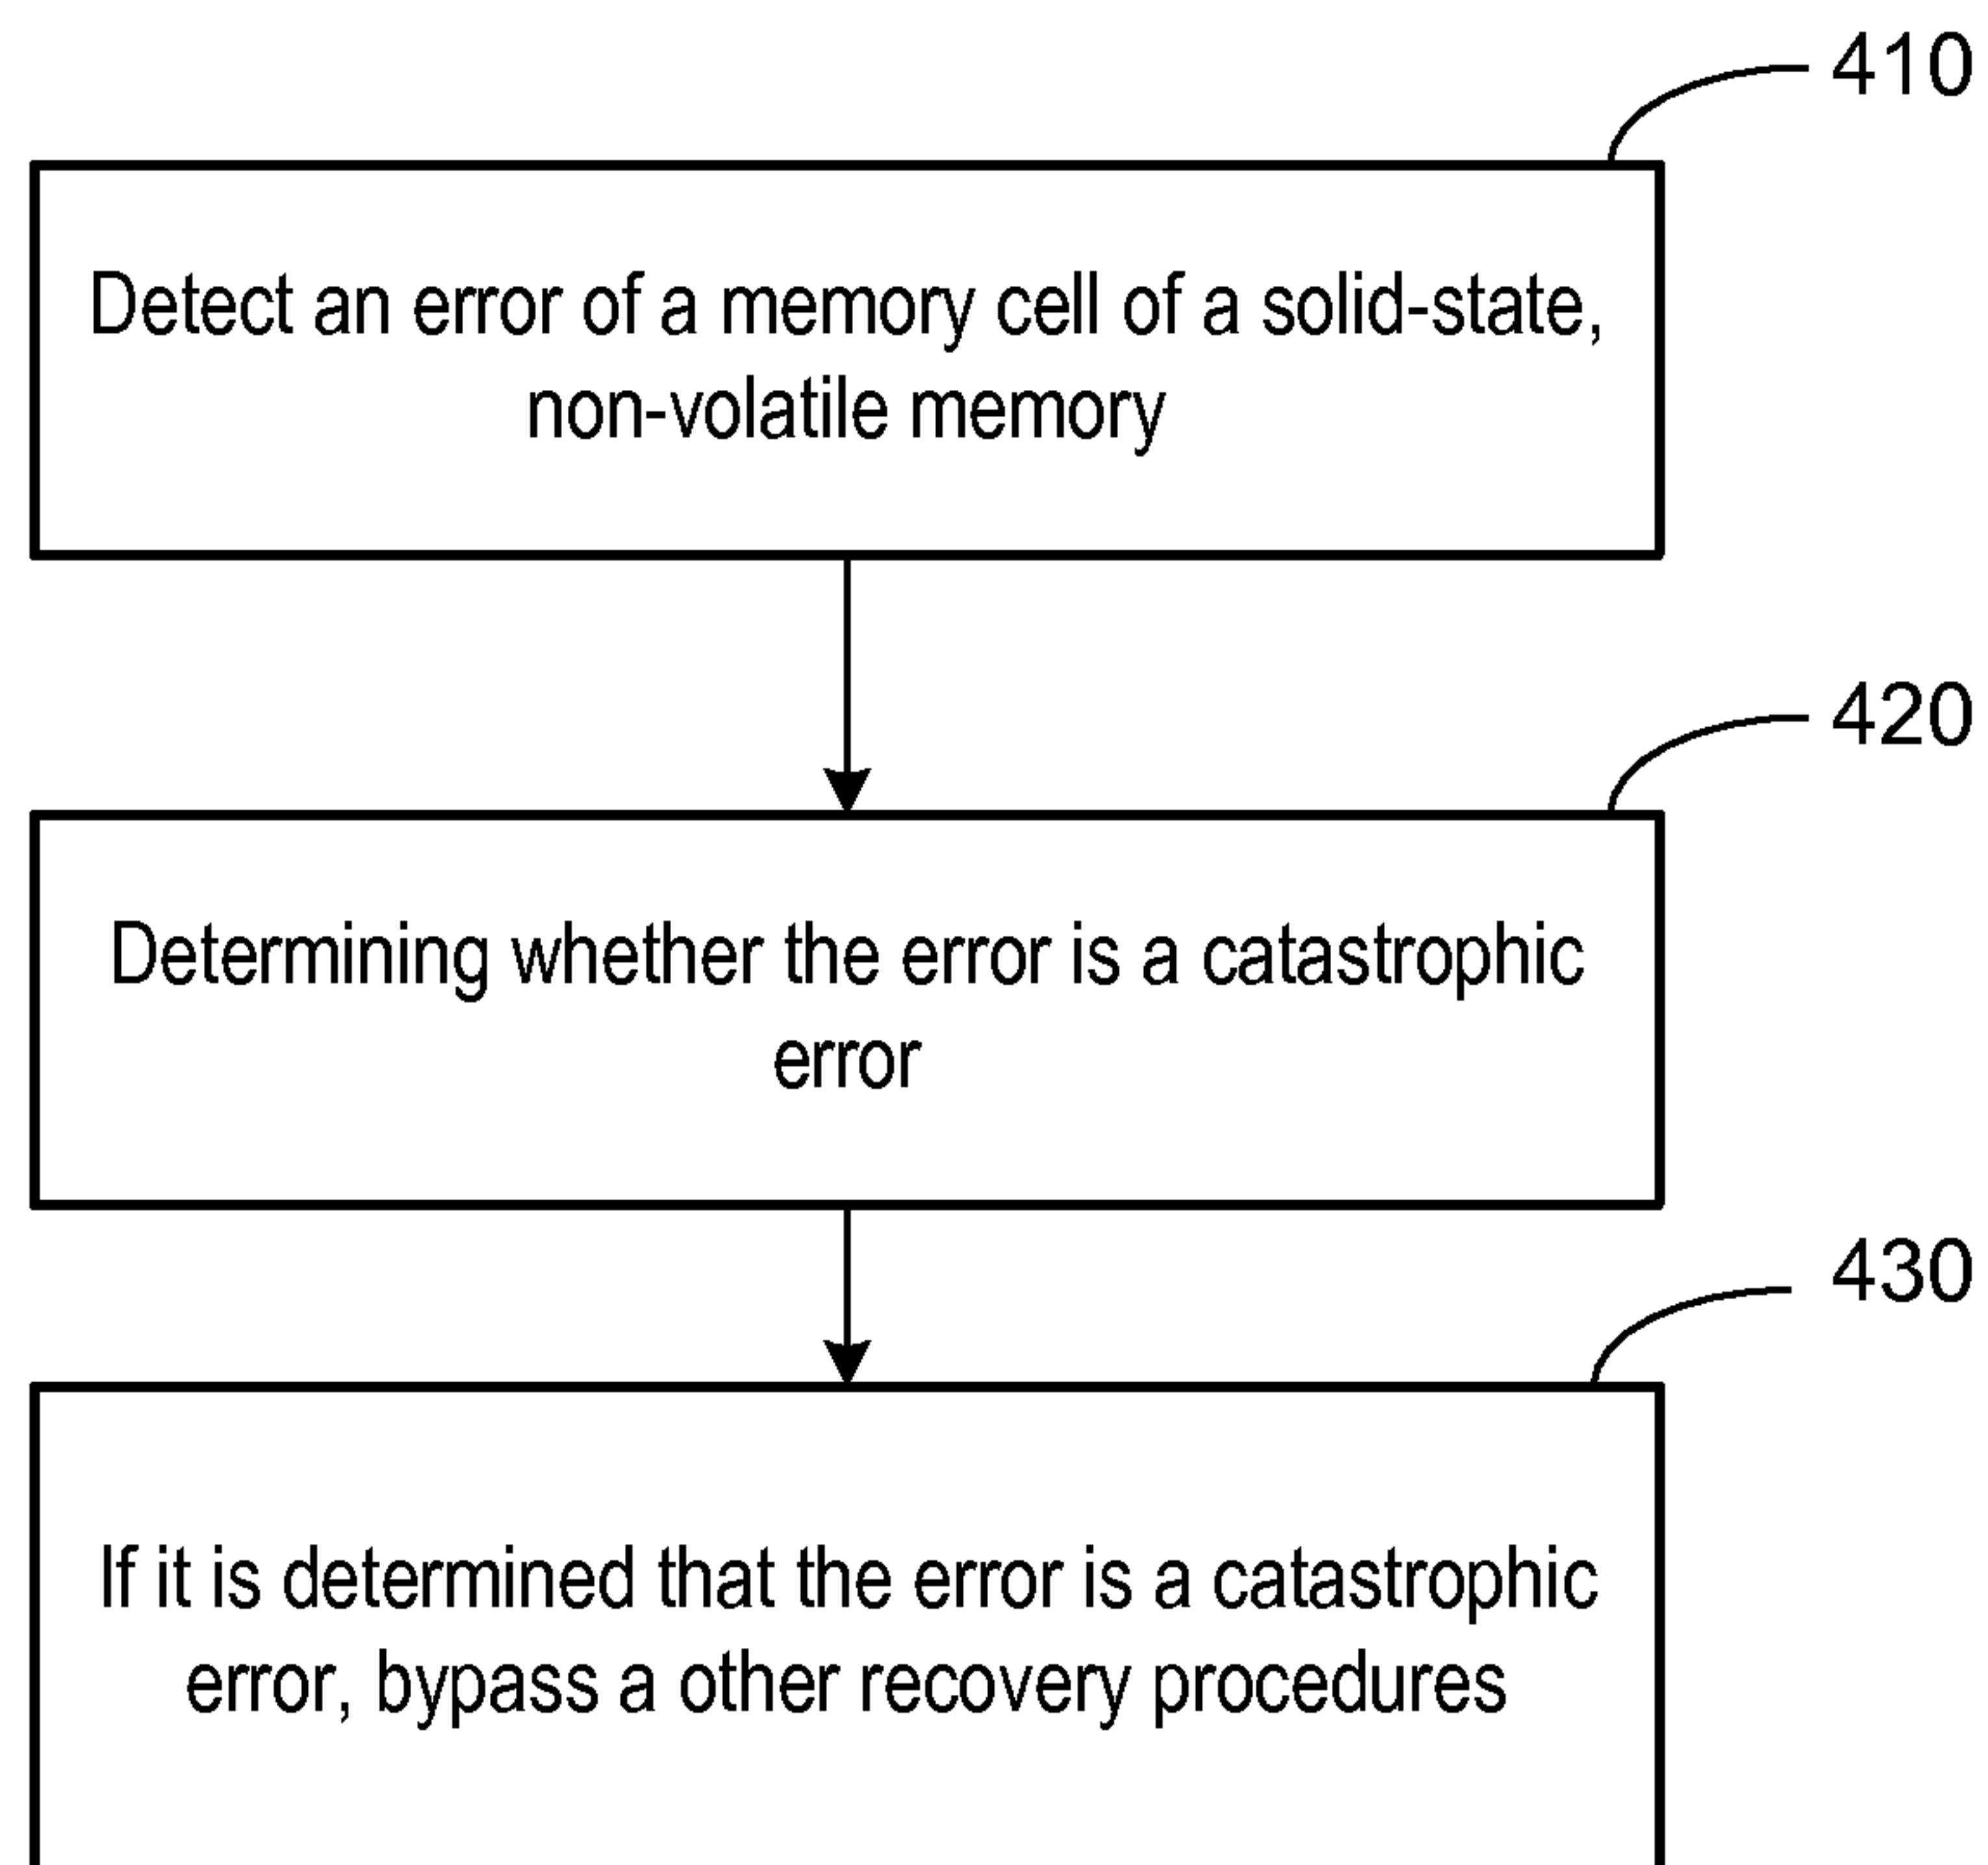 410
Detect an error of a memory cell of a solid-state,
non-volatile memory
420
Determining whether the error is a catastrophic
error
430
If it is determined that the error is a catastrophic
error, bypass a other recovery procedures